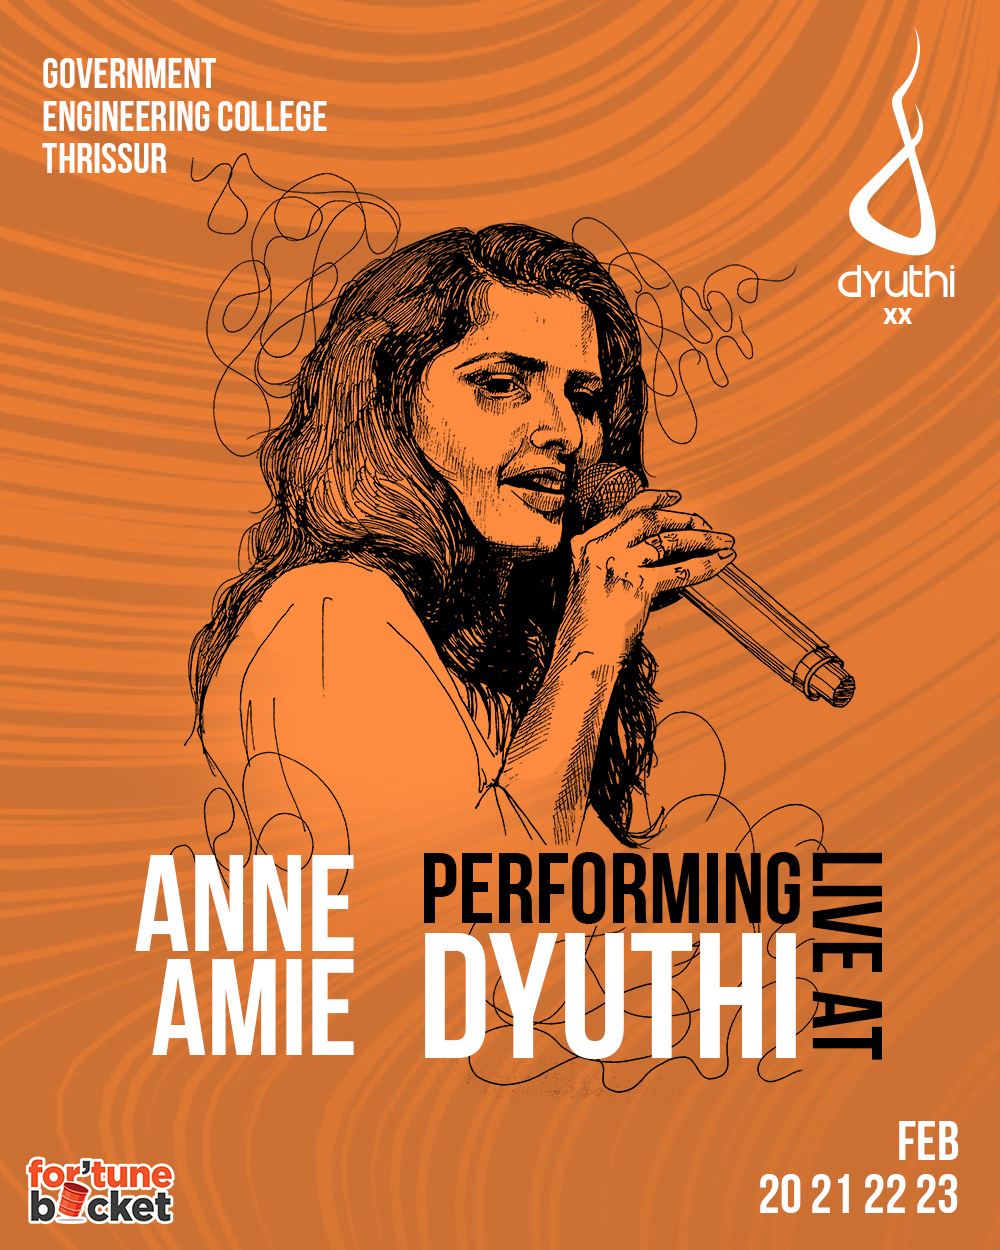 GOVERNMENT
ENGINEERING COLLEGE
THRISSUR
dyuthi
xx
ANNE
AMIE
PERFORMING
LIVE AT
DYUTHI
FEB
20 21 22 23
for'tune
bucket